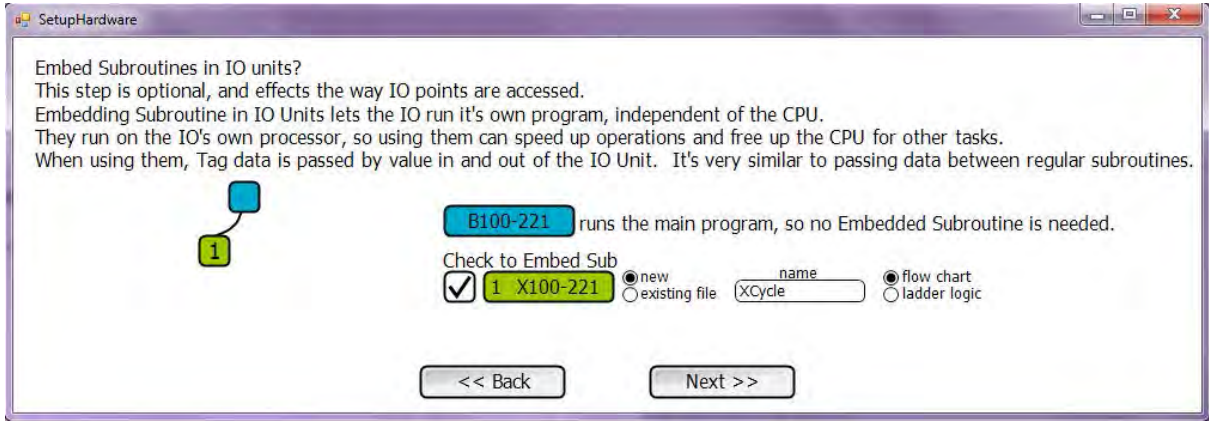 SetupHardware
Embed Subroutines in IO units?
This step is optional, and effects the way IO points are accessed.
Embedding Subroutine in IO Units lets the IO run it's own program, independent of the CPU.
They run on the IO's own processor, so using them can speed up operations and free up the CPU for other tasks.
When using them, Tag data is passed by value in and out of the IO Unit.  It's very similar to passing data between regular subroutines.
1
B100-221 runs the main program, so no Embedded Subroutine is needed.
Check to Embed Sub
1 X100-221
new
existing file
name
XCycle
flow chart
ladder logic
<< Back
Next >>